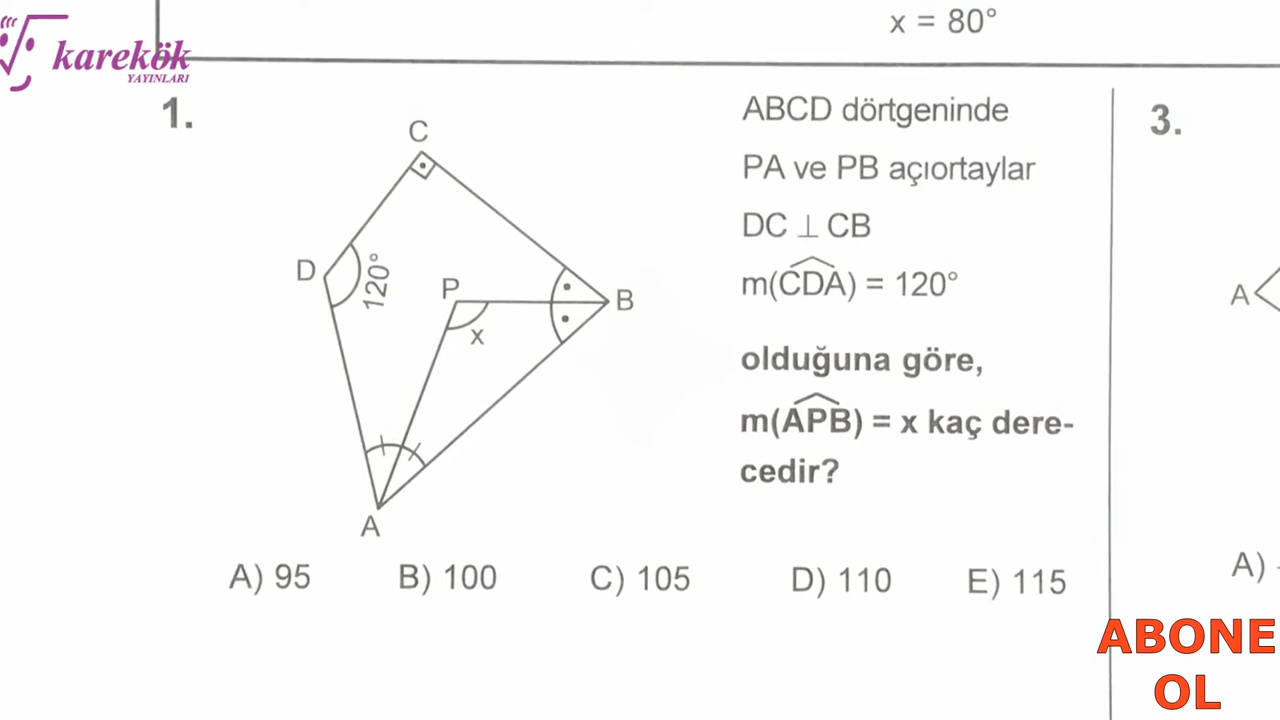 x = 80°
karekök
YAYINLARI
1.
C
D
120°
P
x
B
A
ABCD dörtgeninde
PA ve PB açıortaylar
DC ⊥ CB
m(CDA) = 120°
olduğuna göre,
m(APB) = x kaç dere-
cedir?
A) 95 B) 100 C) 105 D) 110 E) 115
3.
A
A)
ABONE
OL